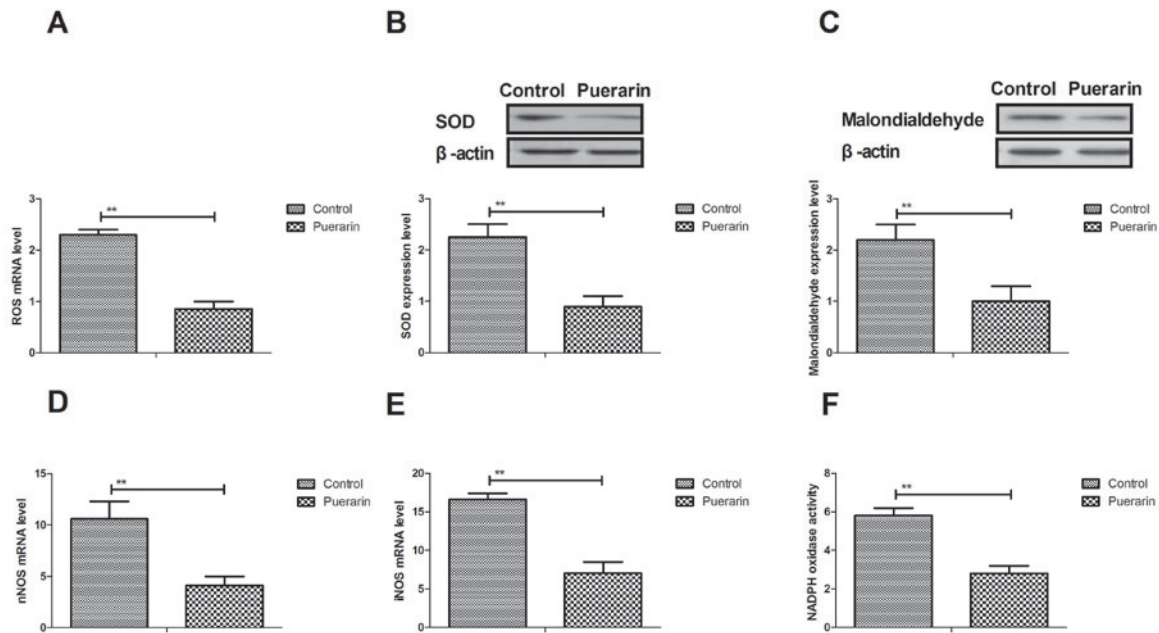 A
B
C
Control Puerarin
SOD
β -actin
Control Puerarin
Malondialdehyde
β -actin
ROS mRNA level
3
2
1
0
**
Control
Puerarin
SOD expression level
3
2
1
0
**
Control
Puerarin
Malondialdehyde expression level
3
2
1
0
**
Control
Puerarin
D
E
F
nNOS mRNA level
15
10
5
0
**
Control
Puerarin
iNOS mRNA level
20
15
10
5
0
**
Control
Puerarin
NADPH oxidase activity
8
6
4
2
0
**
Control
Puerarin